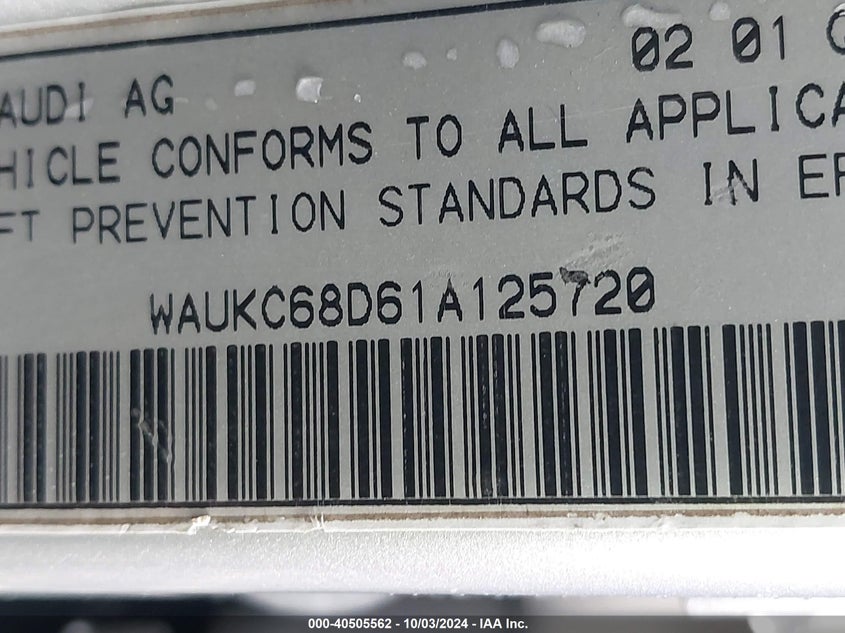 AUDI AG 02 01
HICLE CONFORMS TO ALL APPLICA
FT PREVENTION STANDARDS IN EF
WAUKC68D61A125720
000-40505562 - 10/03/2024 - IAA Inc.